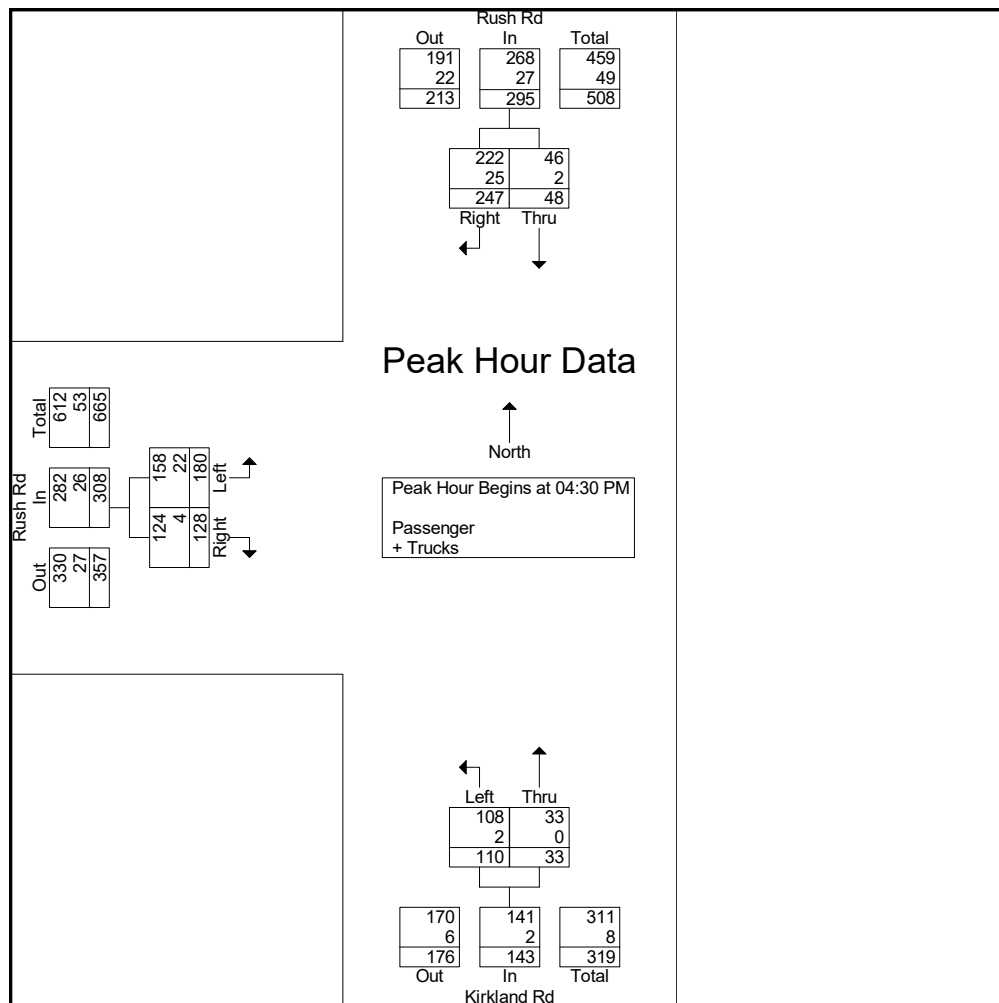 Rush Rd
Out In Total
191 268 459
22 27 49
213 295 508
222 46
25 2
247 48
Right Thru
Peak Hour Data
North
Peak Hour Begins at 04:30 PM
Passenger
+ Trucks
Rush Rd
Total
612
53
665
In
282
26
308
Out
330
27
357
158
22
180
Left
124
4
128
Right
Left Thru
108 33
2 0
110 33
170 141 311
6 2 8
176 143 319
Out In Total
Kirkland Rd